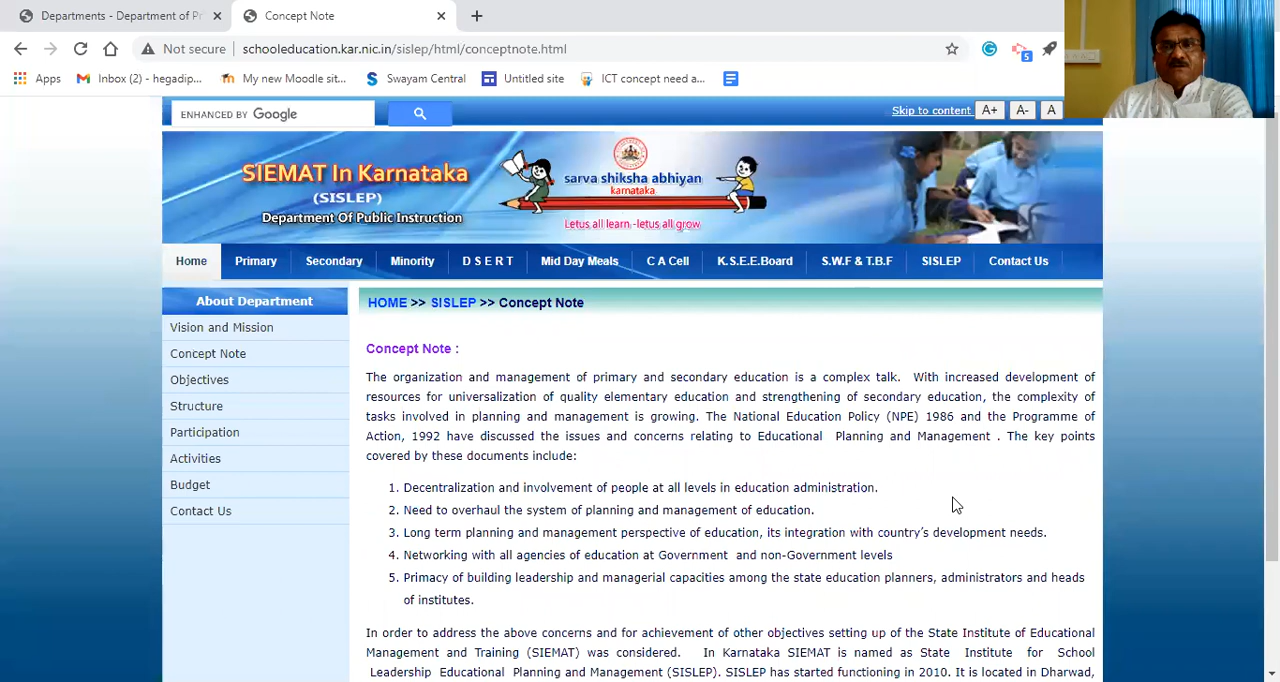 Departments - Department of Pr
Concept Note
Not secure
schooleducation.kar.nic.in/sislep/html/conceptnote.html
5
Apps
Inbox (2) - hegadip...
My new Moodle sit...
Swayam Central
Untitled site
ICT concept need a...
ENHANCED BY Google
Skip to content
A+
A-
A
SIEMAT In Karnataka
(SISLEP)
Department Of Public Instruction
sarva shiksha abhiyan
karnataka
Letus all learn -letus all grow
Home
Primary
Secondary
Minority
D S E R T
Mid Day Meals
C A Cell
K.S.E.E.Board
S.W.F & T.B.F
SISLEP
Contact Us
About Department
Vision and Mission
Concept Note
Objectives
Structure
Participation
Activities
Budget
Contact Us
HOME >> SISLEP >> Concept Note
Concept Note :
The organization and management of primary and secondary education is a complex talk. With increased development of
resources for universalization of quality elementary education and strengthening of secondary education, the complexity of
tasks involved in planning and management is growing. The National Education Policy (NPE) 1986 and the Programme of
Action, 1992 have discussed the issues and concerns relating to Educational Planning and Management . The key points
covered by these documents include:
1. Decentralization and involvement of people at all levels in education administration.
2. Need to overhaul the system of planning and management of education.
3. Long term planning and management perspective of education, its integration with country's development needs.
4. Networking with all agencies of education at Government and non-Government levels
5. Primacy of building leadership and managerial capacities among the state education planners, administrators and heads
of institutes.
In order to address the above concerns and for achievement of other objectives setting up of the State Institute of Educational
Management and Training (SIEMAT) was considered. In Karnataka SIEMAT is named as State Institute for School
Leadership Educational Planning and Management (SISLEP). SISLEP has started functioning in 2010. It is located in Dharwad,